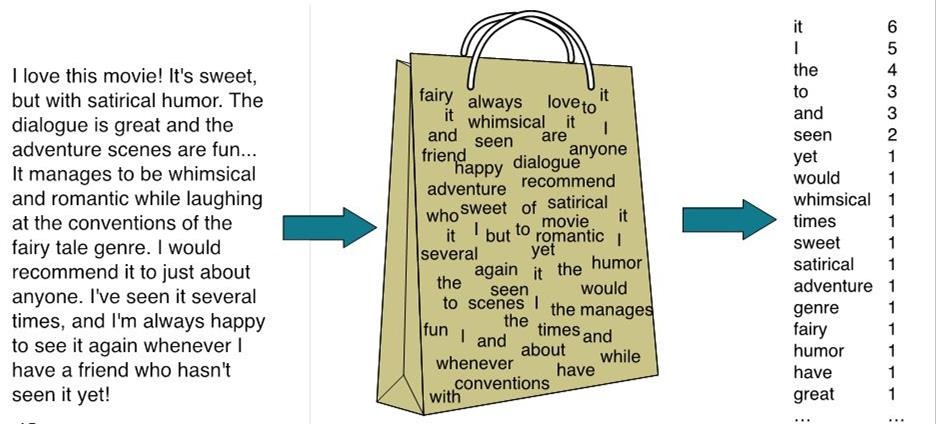 I love this movie! It's sweet,
but with satirical humor. The
dialogue is great and the
adventure scenes are fun...
It manages to be whimsical
and romantic while laughing
at the conventions of the
fairy tale genre. I would
recommend it to just about
anyone. I've seen it several
times, and I'm always happy
to see it again whenever I
have a friend who hasn't
seen it yet!
fairy always love to it
it whimsical it I
and seen are anyone
friend happy dialogue
adventure recommend
who sweet of satirical it
it I but to movie romantic I
several yet
again it the humor
the seen would
to scenes I the manages
the
fun I and times and
about while
whenever have
conventions
with
it 6
I 5
the 4
to 3
and 3
seen 2
yet 1
would 1
whimsical 1
times 1
sweet 1
satirical 1
adventure 1
genre 1
fairy 1
humor 1
have 1
great 1
... ...